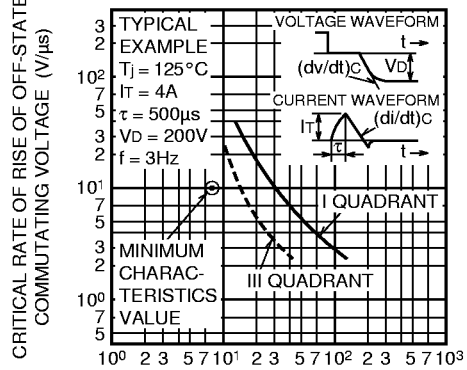 CRITICAL RATE OF RISE OF OFF-STATE
COMMUTATING VOLTAGE (V/µs)
3
2
10²
7
5
3
2
10¹
7
5
3
2
10⁰
7
5
TYPICAL
EXAMPLE
Tj = 125°C
IT = 4A
τ = 500µs
VD = 200V
f = 3Hz
VOLTAGE WAVEFORM
t
(dv/dt)C
VD
CURRENT WAVEFORM
IT
(di/dt)C
τ
t
I QUADRANT
MINIMUM
CHARAC-
TERISTICS
VALUE
III QUADRANT
10⁰ 2 3 5 7 10¹ 2 3 5 7 10² 2 3 5 7 10³